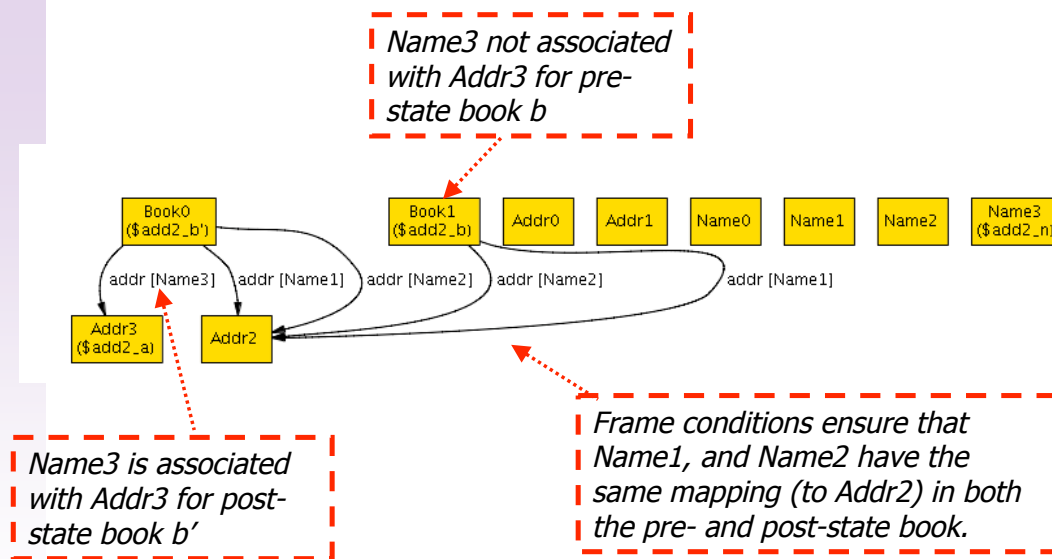 Name3 not associated
with Addr3 for pre-
state book b
Book0
($add2_b')
Book1
($add2_b)
Addr0
Addr1
Name0
Name1
Name2
Name3
($add2_n)
addr [Name3]
addr [Name1]
addr [Name2]
addr [Name2]
addr [Name1]
Addr3
($add2_a)
Addr2
Name3 is associated
with Addr3 for post-
state book b’
Frame conditions ensure that
Name1, and Name2 have the
same mapping (to Addr2) in both
the pre- and post-state book.